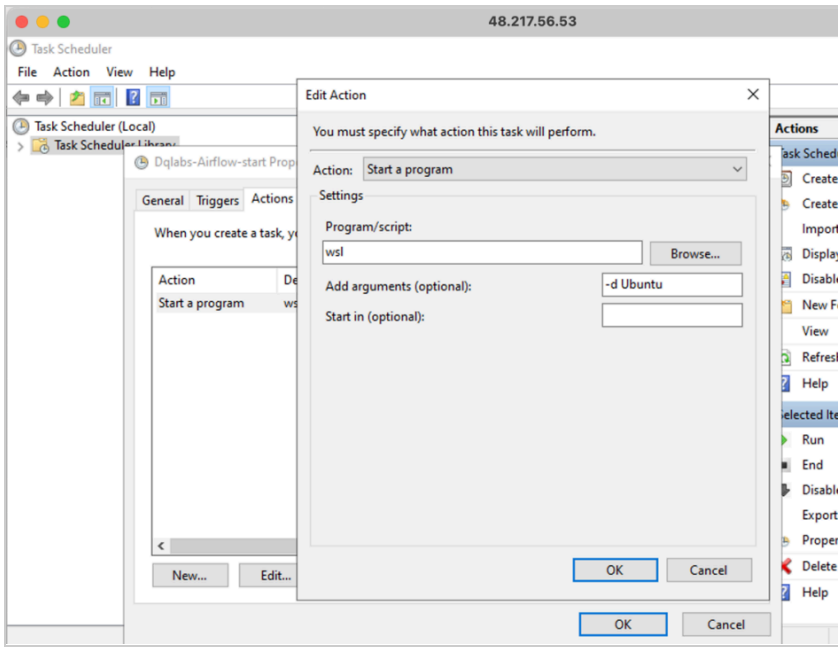 48.217.56.53
Task Scheduler
File Action View Help
Task Scheduler (Local)
Task Scheduler Library
Dqlabs-Airflow-start Prop
General Triggers Actions
When you create a task, y
Action De
Start a program ws
New... Edit...
OK Cancel
Edit Action
You must specify what action this task will perform.
Action: Start a program
Settings
Program/script:
wsl
Browse...
Add arguments (optional): -d Ubuntu
Start in (optional):
OK Cancel
Actions
Task Sched
Create
Create
Import
Display
Disable
New F
View
Refresh
Help
Selected Ite
Run
End
Disable
Export
Proper
Delete
Help